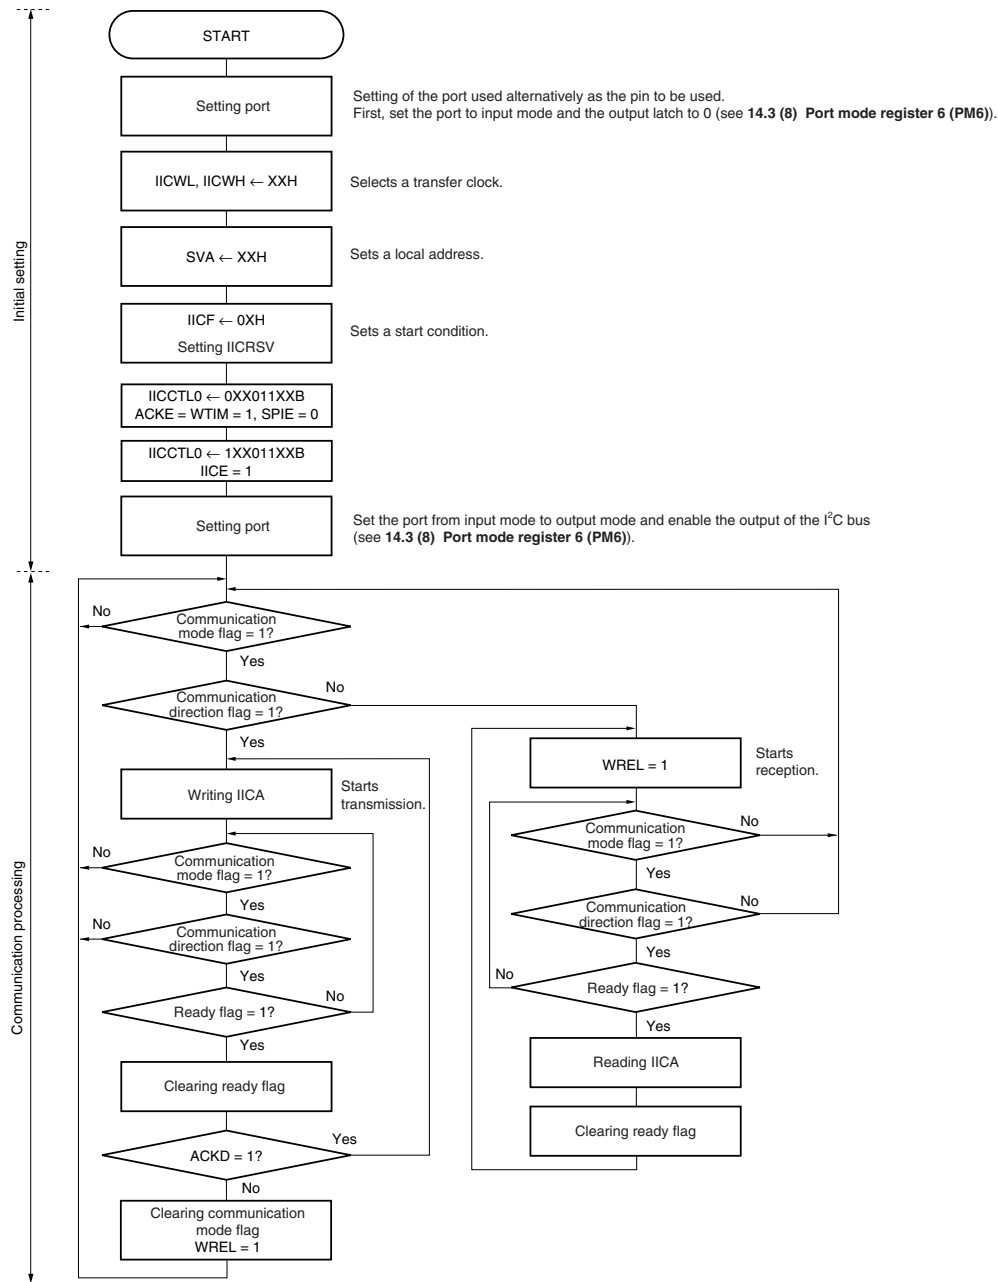 START
Setting port
Setting of the port used alternatively as the pin to be used.
First, set the port to input mode and the output latch to 0 (see 14.3 (8) Port mode register 6 (PM6)).
IICWL, IICWH ← XXH
Selects a transfer clock.
SVA ← XXH
Sets a local address.
Initial setting
IICF ← 0XH
Setting IICRSV
Sets a start condition.
IICCTL0 ← 0XX011XXB
ACKE = WTIM = 1, SPIE = 0
IICCTL0 ← 1XX011XXB
IICE = 1
Setting port
Set the port from input mode to output mode and enable the output of the I²C bus
(see 14.3 (8) Port mode register 6 (PM6)).
No
Communication
mode flag = 1?
Yes
No
Communication
direction flag = 1?
Yes
Writing IICA
Starts
transmission.
No
Communication
mode flag = 1?
Yes
No
Communication
direction flag = 1?
Yes
No
Ready flag = 1?
Yes
Clearing ready flag
Yes
ACKD = 1?
No
Clearing communication
mode flag
WREL = 1
Communication processing
WREL = 1
Starts
reception.
No
Communication
mode flag = 1?
Yes
No
Communication
direction flag = 1?
Yes
No
Ready flag = 1?
Yes
Reading IICA
Clearing ready flag